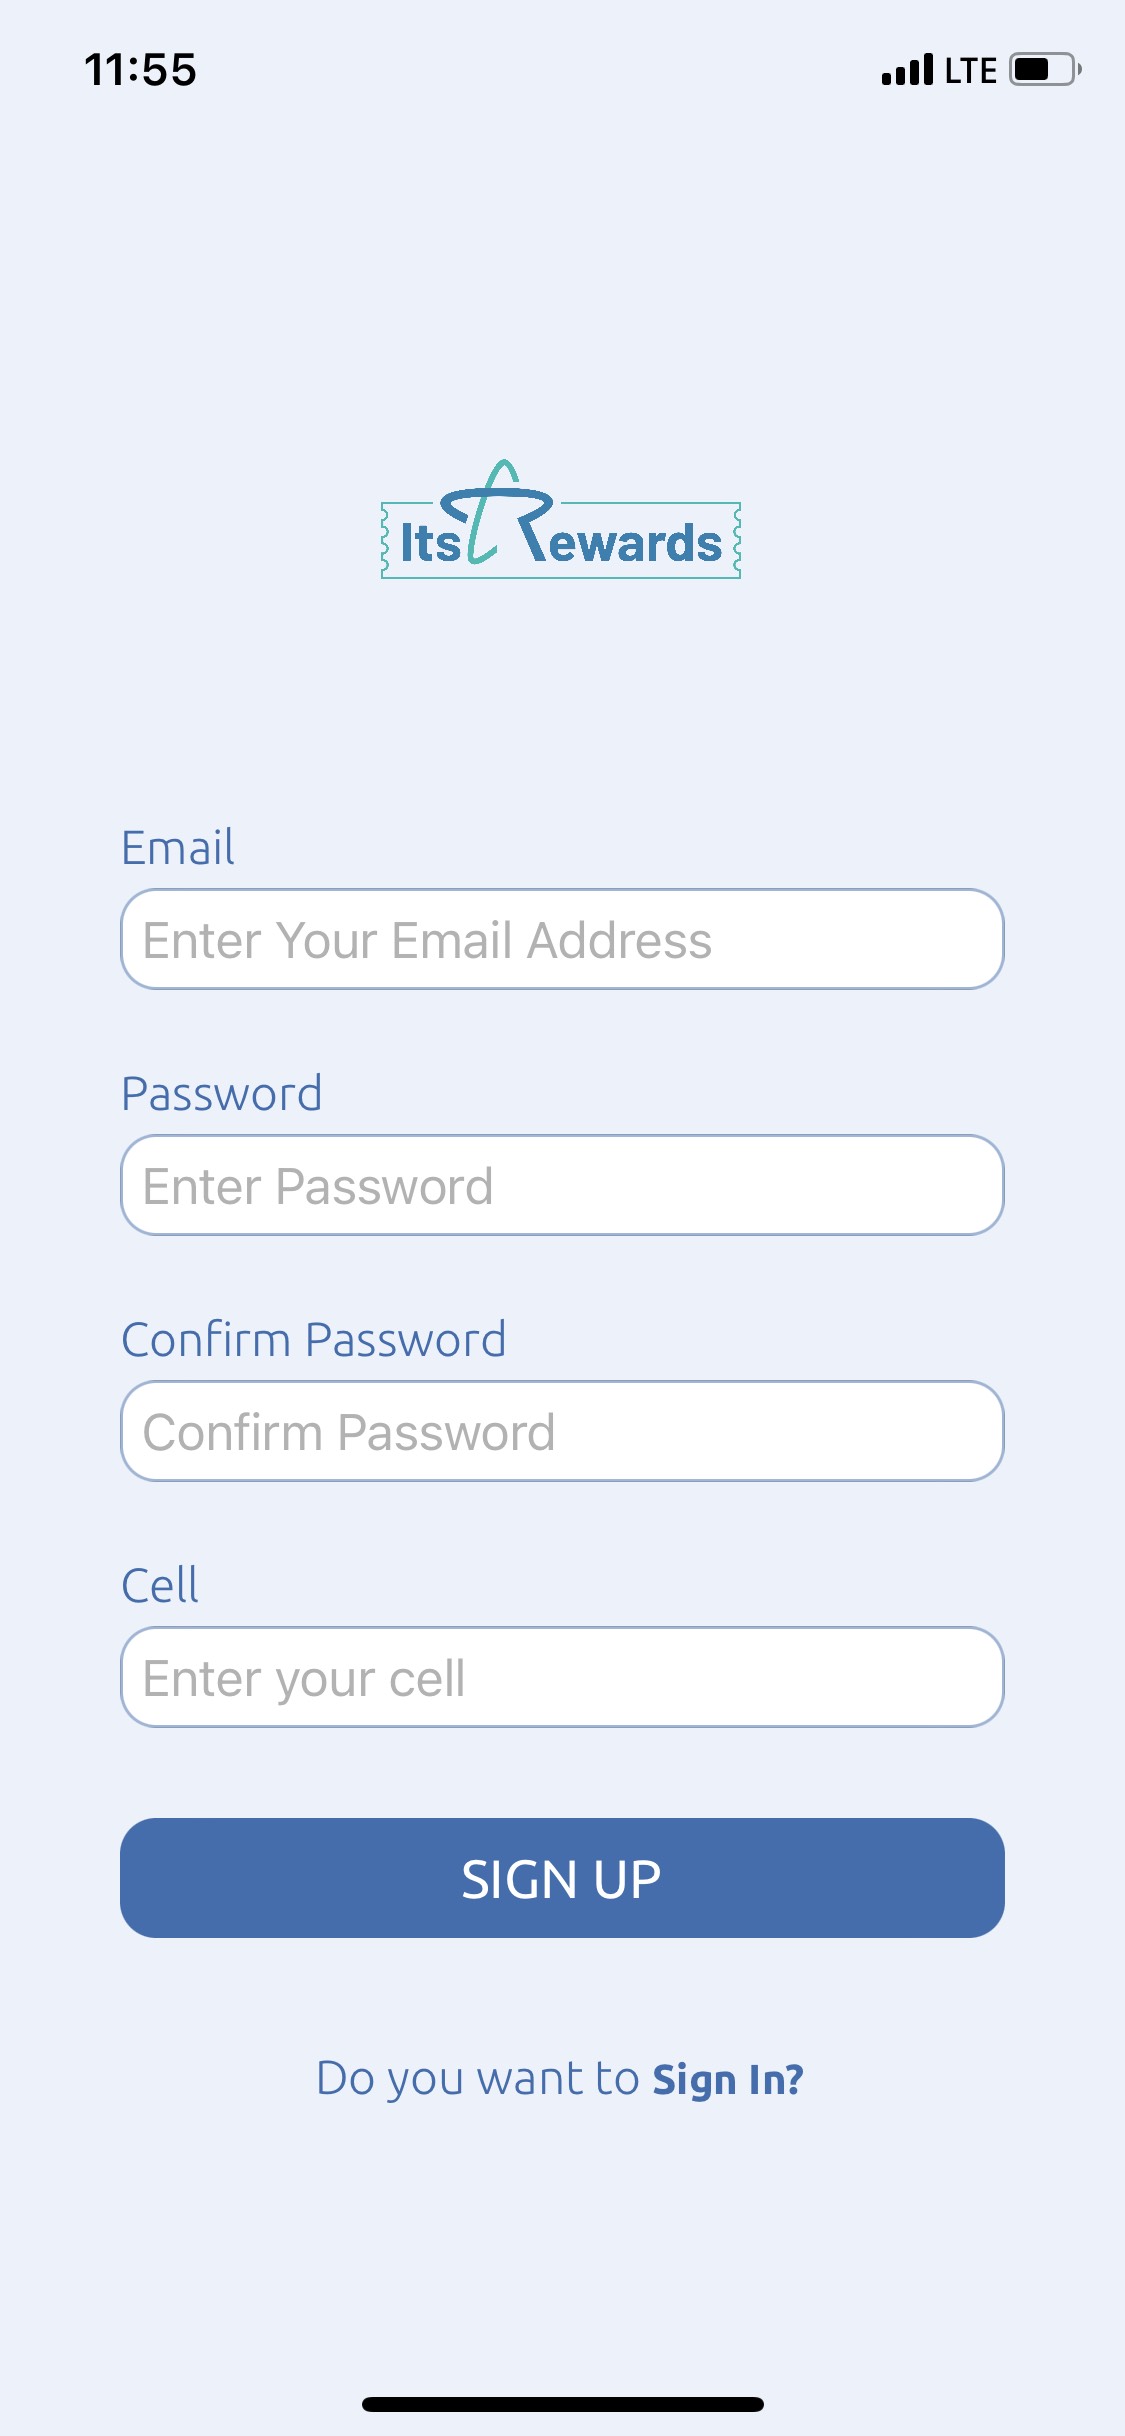 11:55 LTE
Its Rewards
Email
Enter Your Email Address
Password
Enter Password
Confirm Password
Confirm Password
Cell
Enter your cell
SIGN UP
Do you want to Sign In?